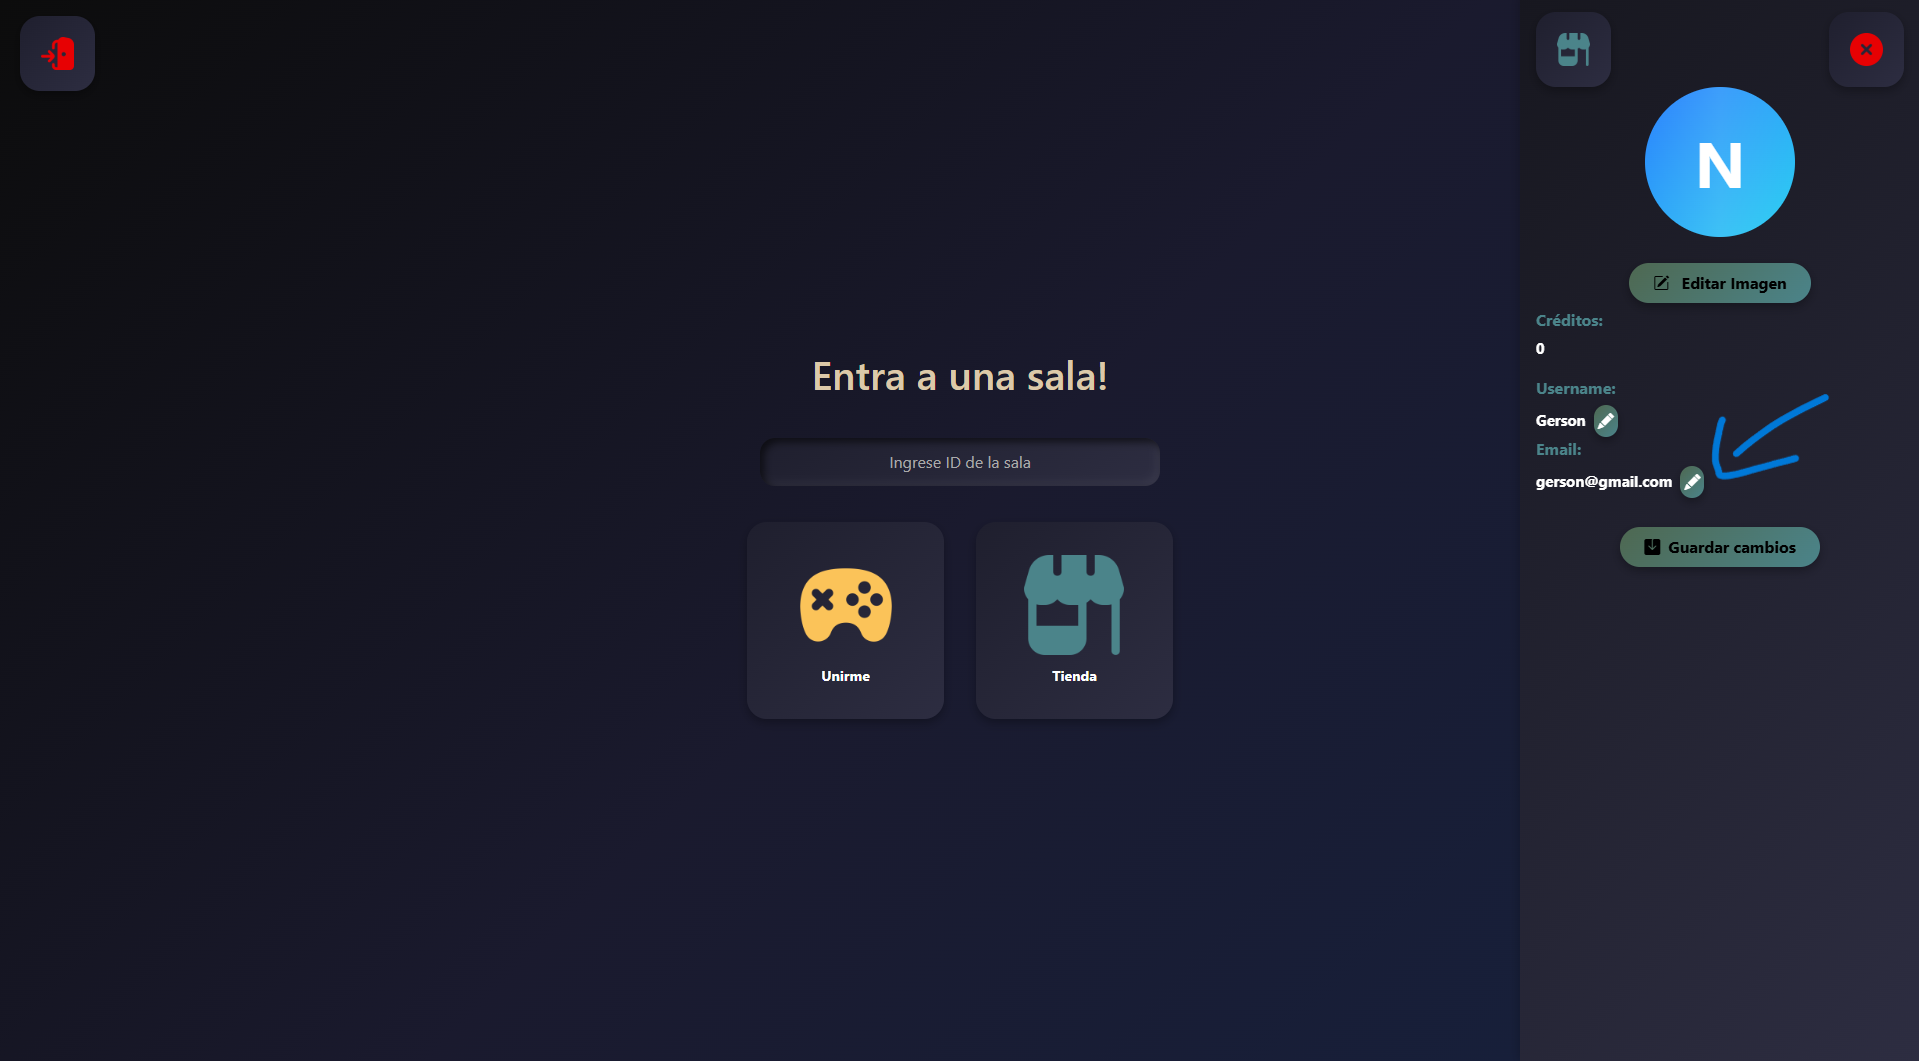 N
Editar Imagen
Créditos:
0
Entra a una sala!
Username:
Gerson
Email:
Ingrese ID de la sala
gerson@gmail.com
Guardar cambios
Unirme
Tienda